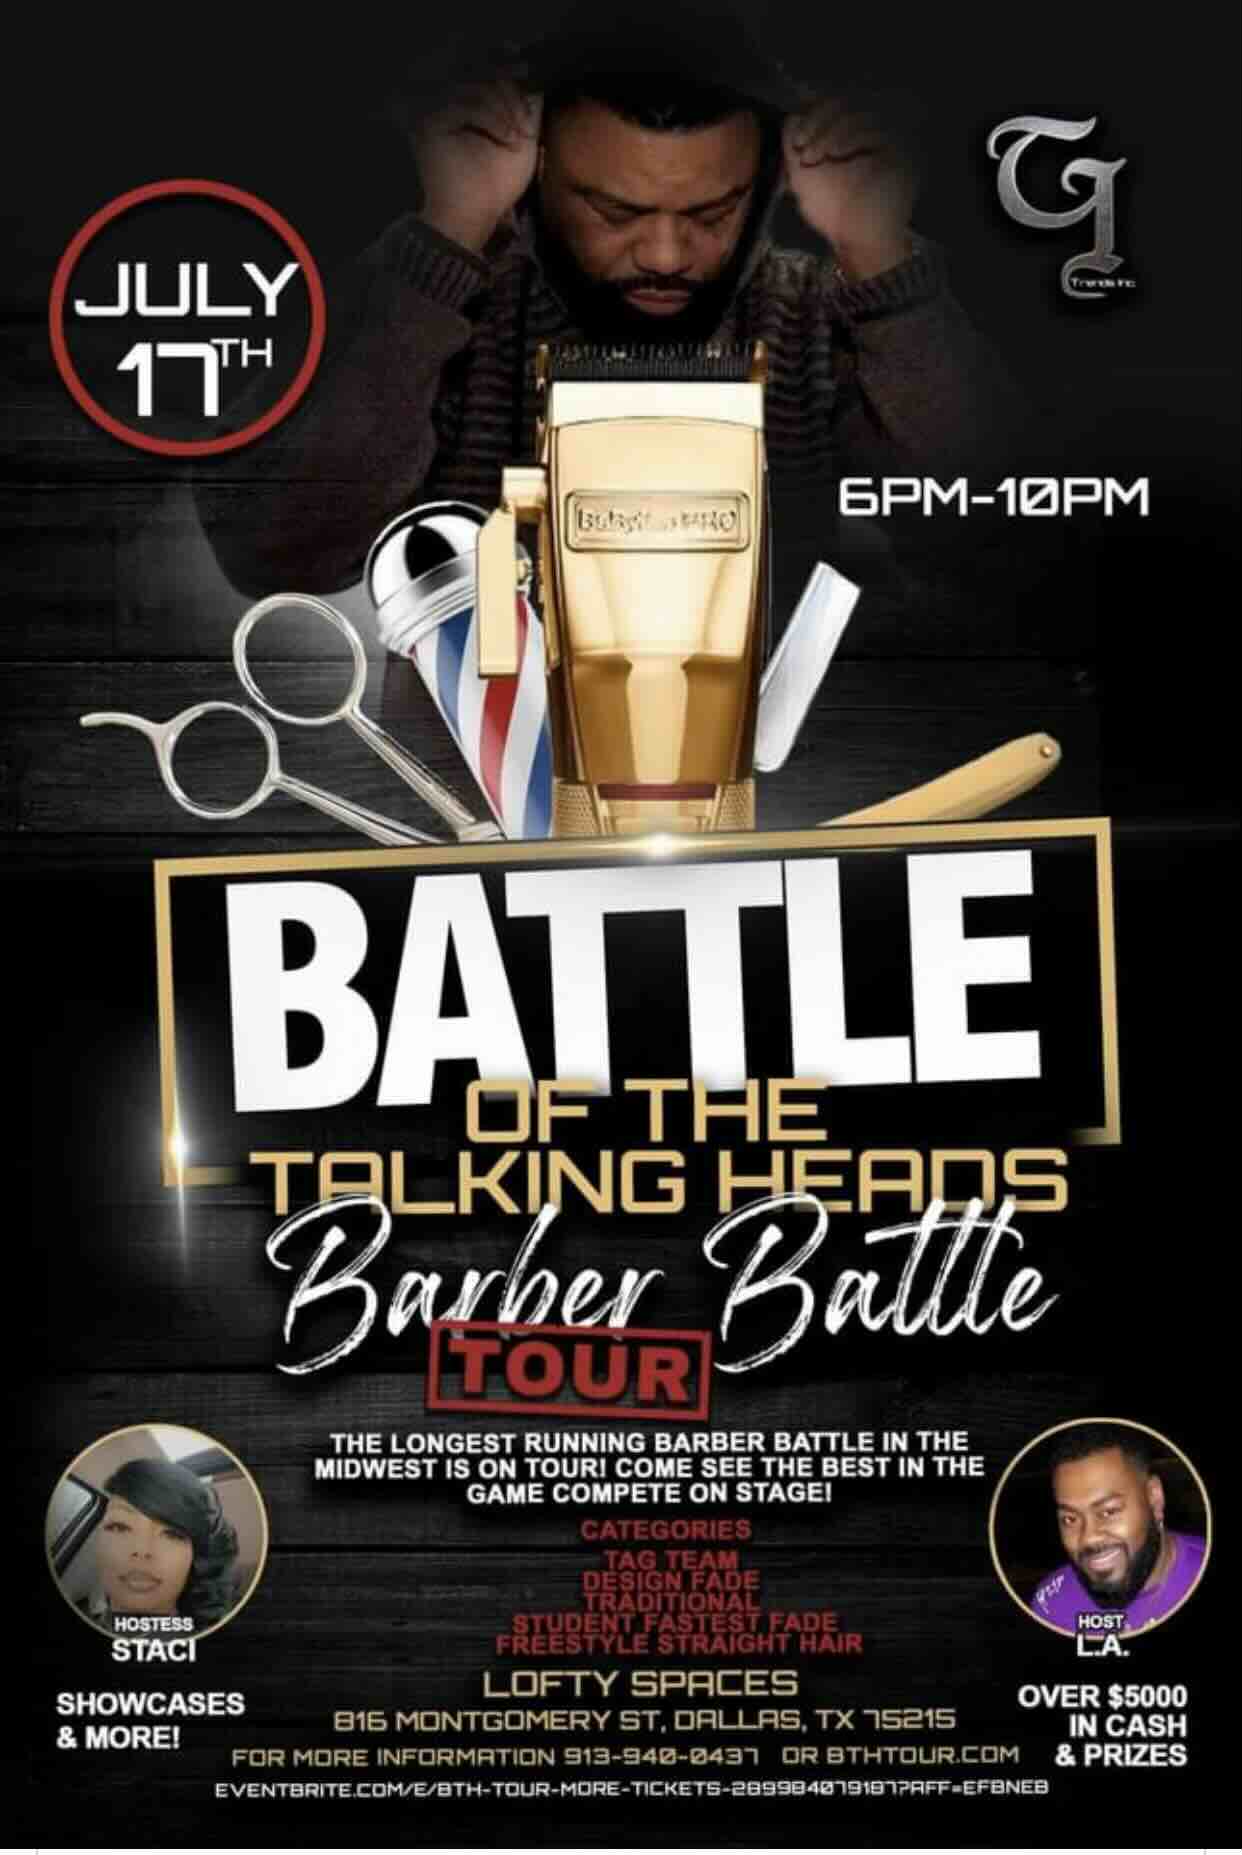 JULY
17TH
TG
Trends Inc
6PM-10PM
BATTLE
OF THE
TALKING HEADS
Barber Battle
TOUR
THE LONGEST RUNNING BARBER BATTLE IN THE
MIDWEST IS ON TOUR! COME SEE THE BEST IN THE
GAME COMPETE ON STAGE!
CATEGORIES
TAG TEAM
DESIGN FADE
TRADITIONAL
STUDENT FASTEST FADE
FREESTYLE STRAIGHT HAIR
HOSTESS
STACI
HOST
L.A.
SHOWCASES
& MORE!
OVER $5000
IN CASH
& PRIZES
LOFTY SPACES
816 MONTGOMERY ST, DALLAS, TX 75215
FOR MORE INFORMATION 913-940-0437 OR BTHTOUR.COM
EVENTBRITE.COM/E/BTH-TOUR-MORE-TICKETS-289984079187?AFF=EFBNEB